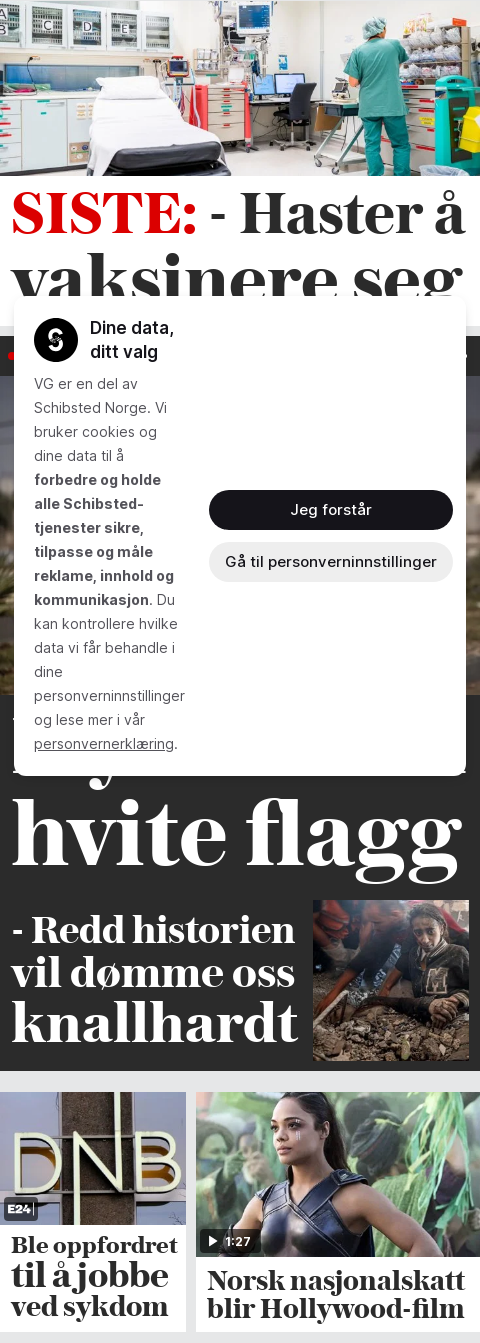 A
B
C
D
E
SISTE: - Haster å
vaksinere seg
Dine data,
ditt valg
VG er en del av
Schibsted Norge. Vi
bruker cookies og
dine data til å
forbedre og holde
alle Schibsted-
tjenester sikre,
tilpasse og måle
reklame, innhold og
kommunikasjon. Du
kan kontrollere hvilke
data vi får behandle i
dine
personverninnstillinger
og lese mer i vår
personvernerklæring.
Jeg forstår
Gå til personverninnstillinger
hvite flagg
- Redd historien
vil dømme oss
knallhardt
DNB
E24
Ble oppfordret
til å jobbe
ved sykdom
1:27
Norsk nasjonalskatt
blir Hollywood-film